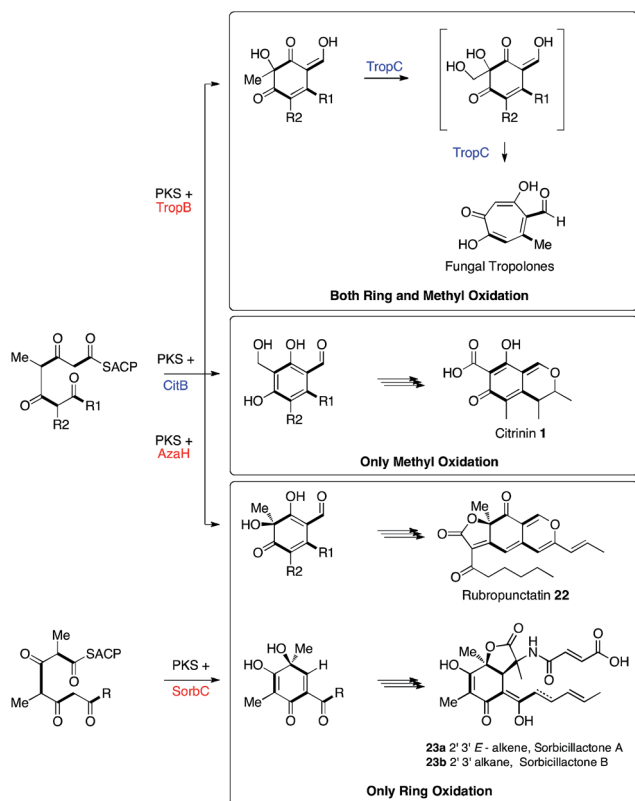 HO
O
OH
Me
O
R1
R2
TropC
HO
O
OH
HO
O
R1
R2
TropC
PKS +
TropB
OH
O
O
H
HO
Me
Fungal Tropolones
Both Ring and Methyl Oxidation
O
O
Me
SACP
O
O
R1
R2
PKS +
CitB
HO
OH
O
HO
R1
R2
O
OH
HO
O
O
Citrinin 1
Only Methyl Oxidation
PKS +
AzaH
Me
OH
O
HO
O
R1
R2
Me
O
O
O
O
O
Rubropunctatin 22
Me
O
SACP
O
Me
R
O
O
PKS +
SorbC
HO
Me
HO
H
Me
R
O
O
O
O
Me
H
N
O
OH
O
HO
Me
H
Me
O
OH
23a 2' 3' E - alkene, Sorbicillactone A
23b 2' 3' alkane, Sorbicillactone B
Only Ring Oxidation